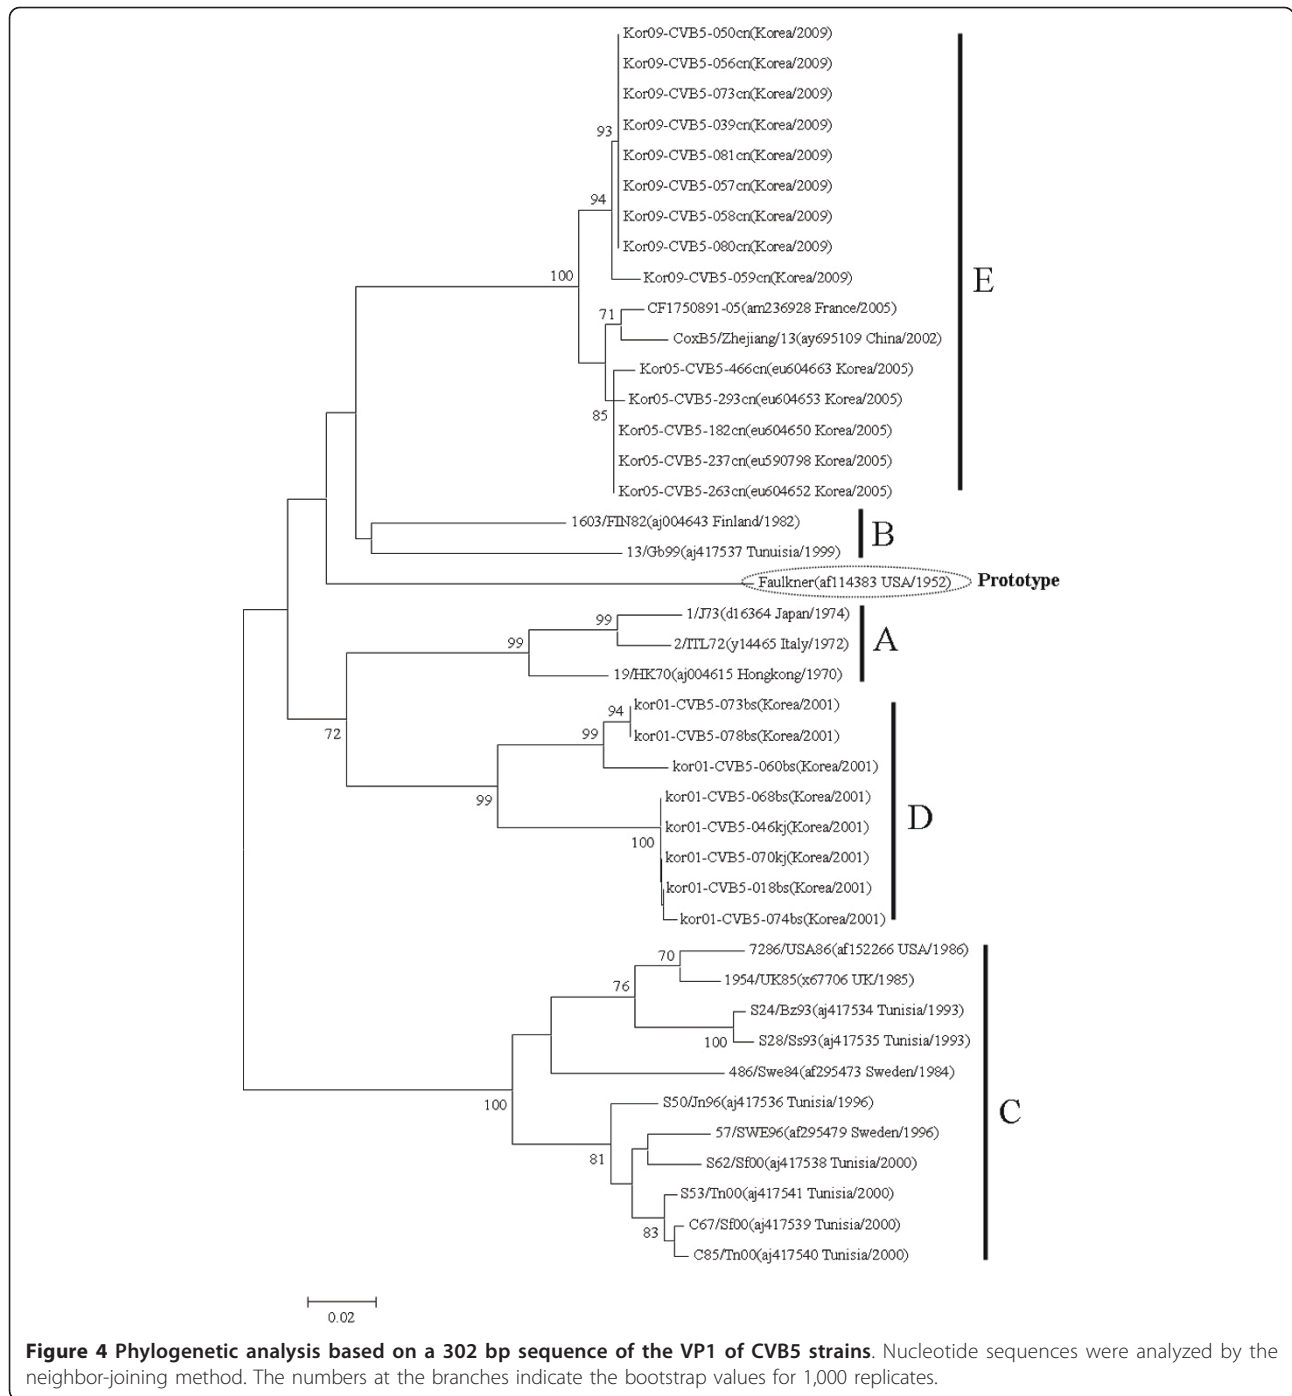 Kor09-CVB5-050cn(Korea/2009)
Kor09-CVB5-056cn(Korea/2009)
Kor09-CVB5-073cn(Korea/2009)
Kor09-CVB5-039cn(Korea/2009)
93
Kor09-CVB5-081cn(Korea/2009)
Kor09-CVB5-057cn(Korea/2009)
94
Kor09-CVB5-058cn(Korea/2009)
Kor09-CVB5-080cn(Korea/2009)
100
Kor09-CVB5-059cn(Korea/2009)
E
CF1750891-05(am236928 France/2005)
71
CoxB5/Zhejiang/13(ay695109 China/2002)
Kor05-CVB5-466cn(eu604663 Korea/2005)
Kor05-CVB5-293cn(eu604653 Korea/2005)
85
Kor05-CVB5-182cn(eu604650 Korea/2005)
Kor05-CVB5-237cn(eu590798 Korea/2005)
Kor05-CVB5-263cn(eu604652 Korea/2005)
1603/FIN82(aj004643 Finland/1982)
B
13/Gb99(aj417537 Tunuisia/1999)
Faulkner(af114383 USA/1952)
Prototype
1/J73(d16364 Japan/1974)
99
2/ITL72(y14465 Italy/1972)
99
A
19/HK70(aj004615 Hongkong/1970)
kor01-CVB5-073bs(Korea/2001)
94
72
99
kor01-CVB5-078bs(Korea/2001)
kor01-CVB5-060bs(Korea/2001)
99
kor01-CVB5-068bs(Korea/2001)
D
kor01-CVB5-046kj(Korea/2001)
100
kor01-CVB5-070kj(Korea/2001)
kor01-CVB5-018bs(Korea/2001)
kor01-CVB5-074bs(Korea/2001)
7286/USA86(af152266 USA/1986)
70
1954/UK85(x67706 UK/1985)
76
S24/Bz93(aj417534 Tunisia/1993)
100
S28/Ss93(aj417535 Tunisia/1993)
486/Swe84(af295473 Sweden/1984)
100
S50/Jn96(aj417536 Tunisia/1996)
C
57/SWE96(af295479 Sweden/1996)
81
S62/Sf00(aj417538 Tunisia/2000)
S53/Tn00(aj417541 Tunisia/2000)
83
C67/Sf00(aj417539 Tunisia/2000)
C85/Tn00(aj417540 Tunisia/2000)
0.02
Figure 4 Phylogenetic analysis based on a 302 bp sequence of the VP1 of CVB5 strains. Nucleotide sequences were analyzed by the
neighbor-joining method. The numbers at the branches indicate the bootstrap values for 1,000 replicates.